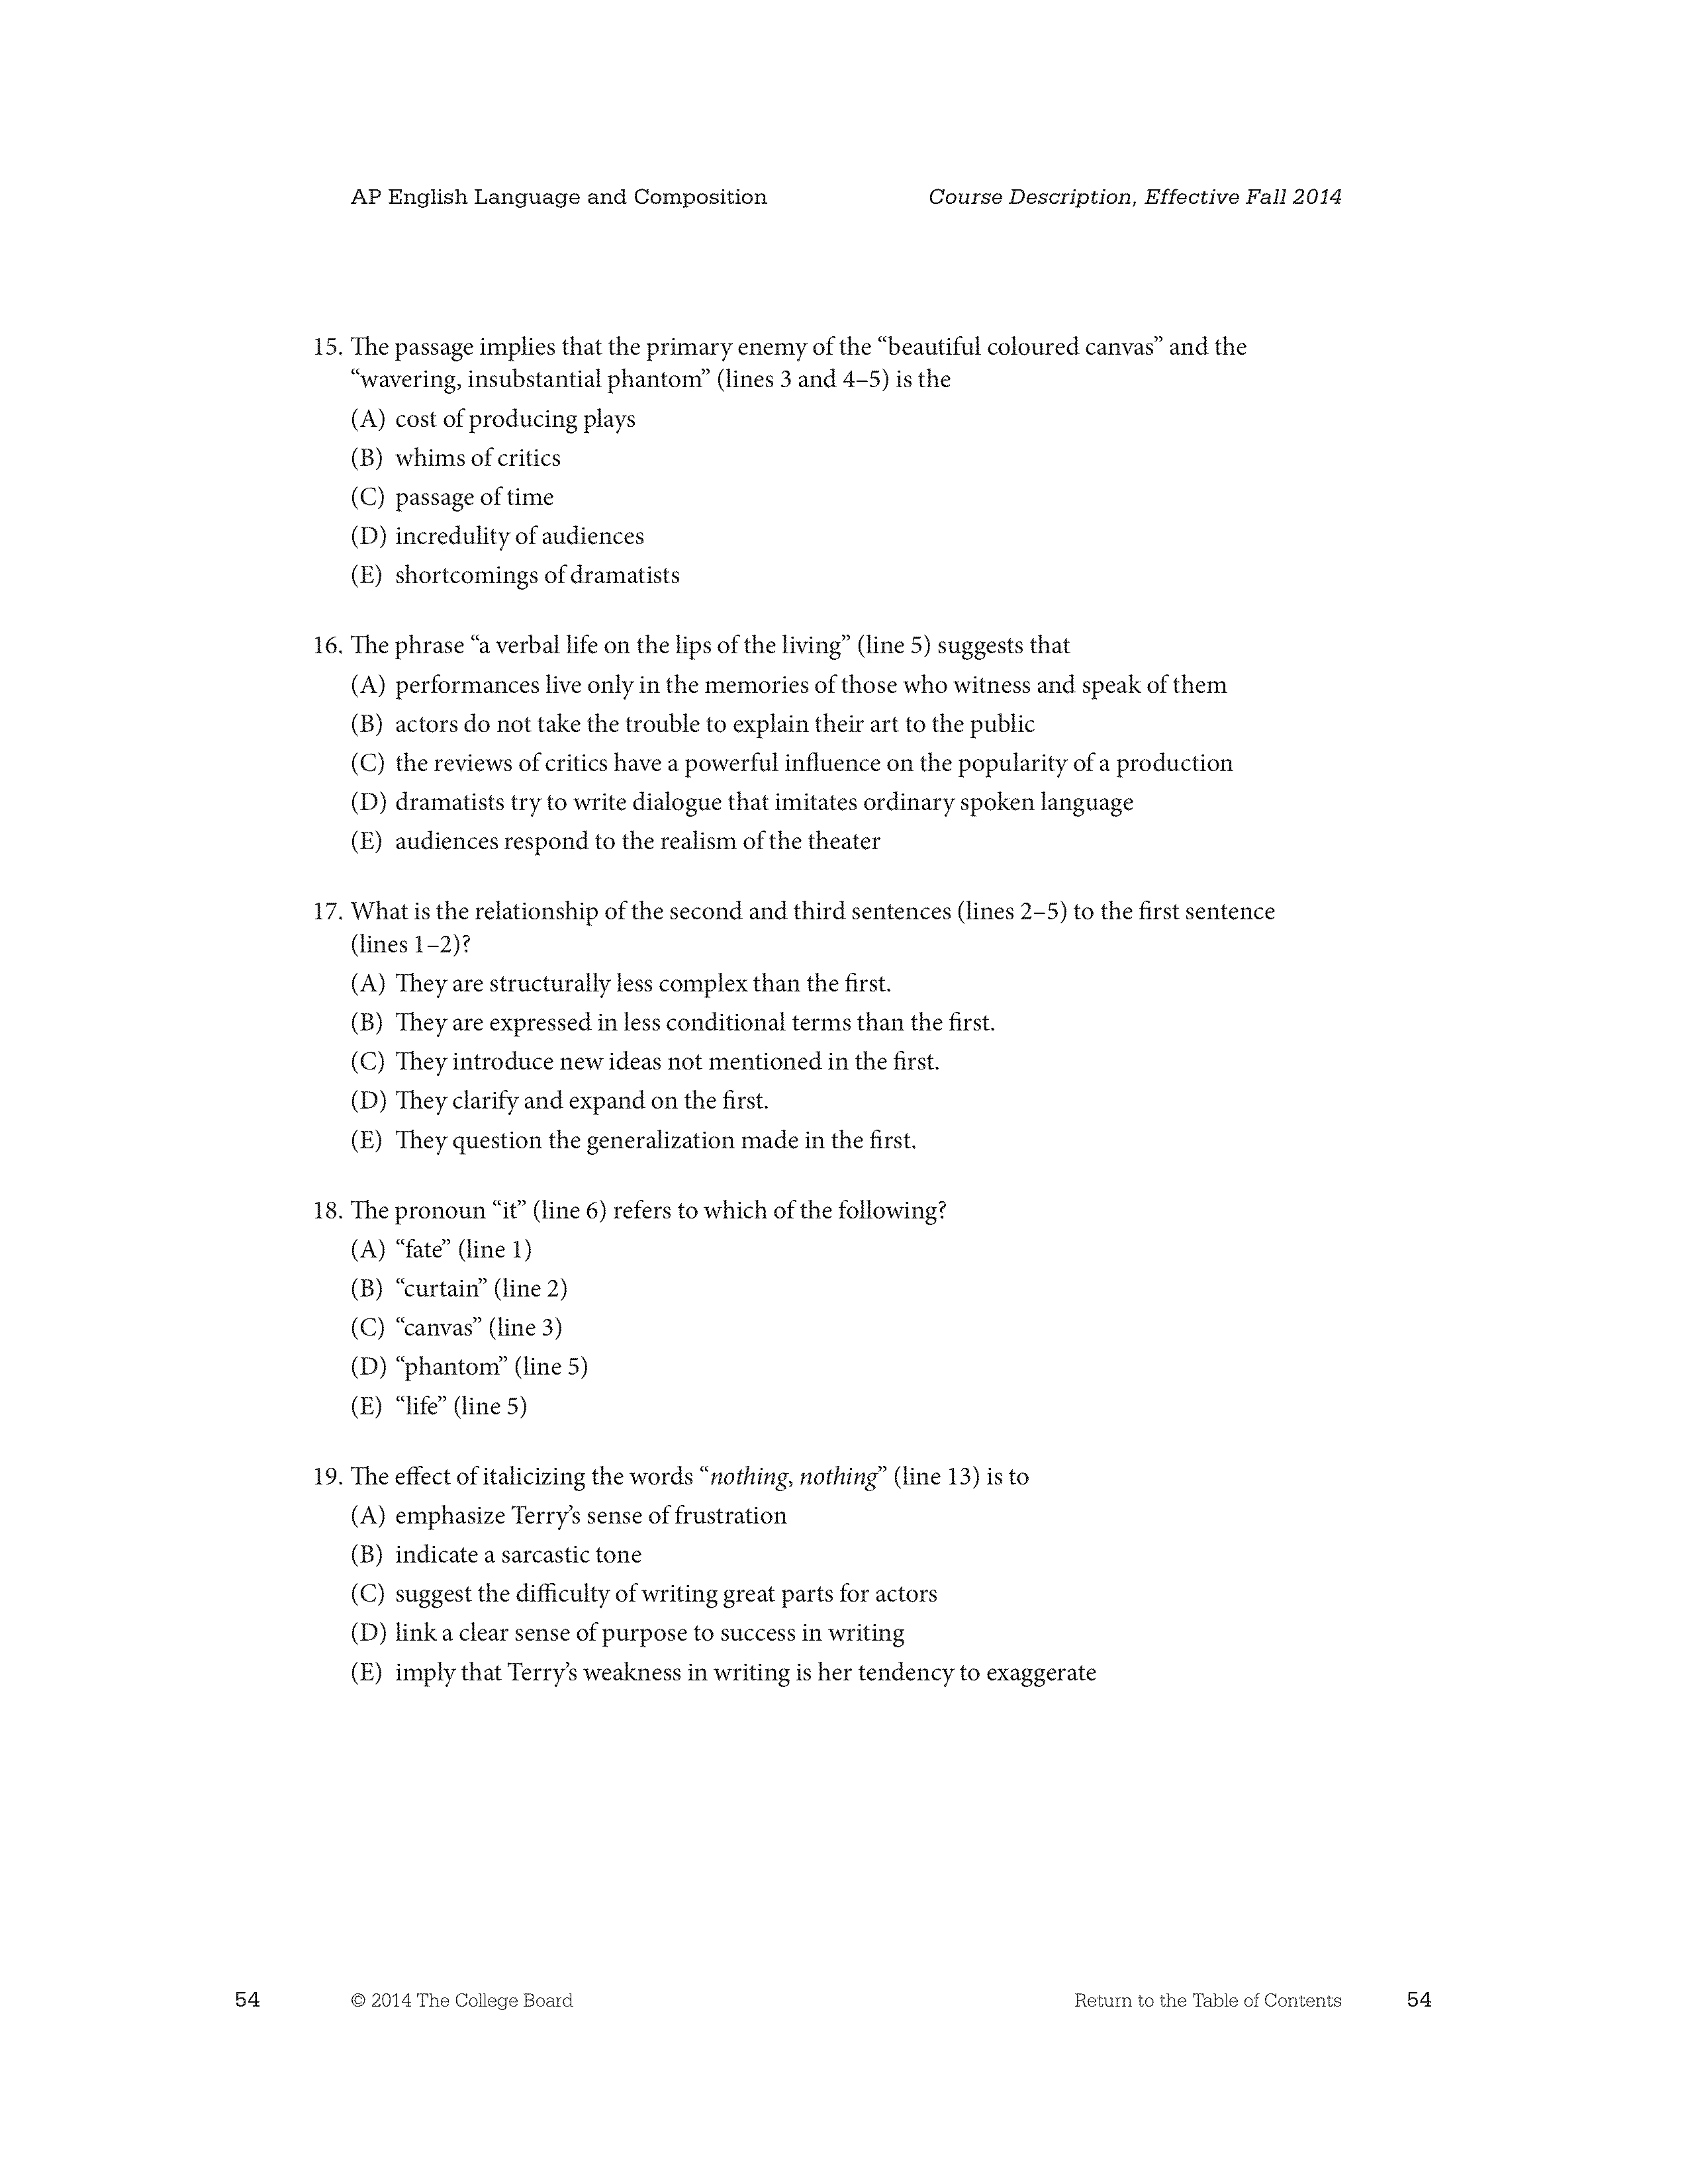 AP English Language and Composition Course Description, Effective Fall 2014
15. The passage implies that the primary enemy of the “beautiful coloured canvas” and the
“wavering, insubstantial phantom” (lines 3 and 4–5) is the
(A) cost of producing plays
(B) whims of critics
(C) passage of time
(D) incredulity of audiences
(E) shortcomings of dramatists
16. The phrase “a verbal life on the lips of the living” (line 5) suggests that
(A) performances live only in the memories of those who witness and speak of them
(B) actors do not take the trouble to explain their art to the public
(C) the reviews of critics have a powerful influence on the popularity of a production
(D) dramatists try to write dialogue that imitates ordinary spoken language
(E) audiences respond to the realism of the theater
17. What is the relationship of the second and third sentences (lines 2–5) to the first sentence
(lines 1–2)?
(A) They are structurally less complex than the first.
(B) They are expressed in less conditional terms than the first.
(C) They introduce new ideas not mentioned in the first.
(D) They clarify and expand on the first.
(E) They question the generalization made in the first.
18. The pronoun “it” (line 6) refers to which of the following?
(A) “fate” (line 1)
(B) “curtain” (line 2)
(C) “canvas” (line 3)
(D) “phantom” (line 5)
(E) “life” (line 5)
19. The effect of italicizing the words “nothing, nothing” (line 13) is to
(A) emphasize Terry’s sense of frustration
(B) indicate a sarcastic tone
(C) suggest the difficulty of writing great parts for actors
(D) link a clear sense of purpose to success in writing
(E) imply that Terry’s weakness in writing is her tendency to exaggerate
54 © 2014 The College Board Return to the Table of Contents 54